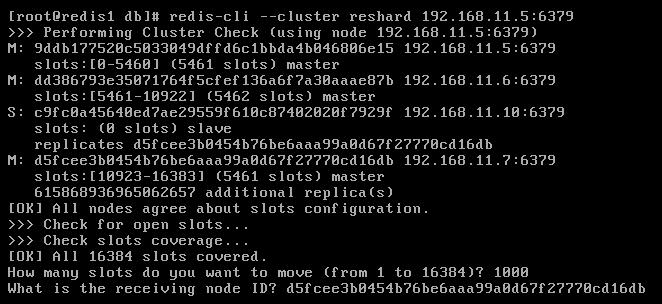 [root@redis1 db]# redis-cli --cluster reshard 192.168.11.5:6379
>>> Performing Cluster Check (using node 192.168.11.5:6379)
M: 9ddb177520c5033049dffd6c1bbda4b046806e15 192.168.11.5:6379
   slots:[0-5460] (5461 slots) master
M: dd386793e35071764f5cfef136a6f7a30aaae87b 192.168.11.6:6379
   slots:[5461-10922] (5462 slots) master
S: c9fc0a45640ed7ae29559f610c87402020f7929f 192.168.11.10:6379
   slots: (0 slots) slave
   replicates d5fcee3b0454b76be6aaa99a0d67f27770cd16db
M: d5fcee3b0454b76be6aaa99a0d67f27770cd16db 192.168.11.7:6379
   slots:[10923-16383] (5461 slots) master
   615868936965062657 additional replica(s)
[OK] All nodes agree about slots configuration.
>>> Check for open slots...
>>> Check slots coverage...
[OK] All 16384 slots covered.
How many slots do you want to move (from 1 to 16384)? 1000
What is the receiving node ID? d5fcee3b0454b76be6aaa99a0d67f27770cd16db